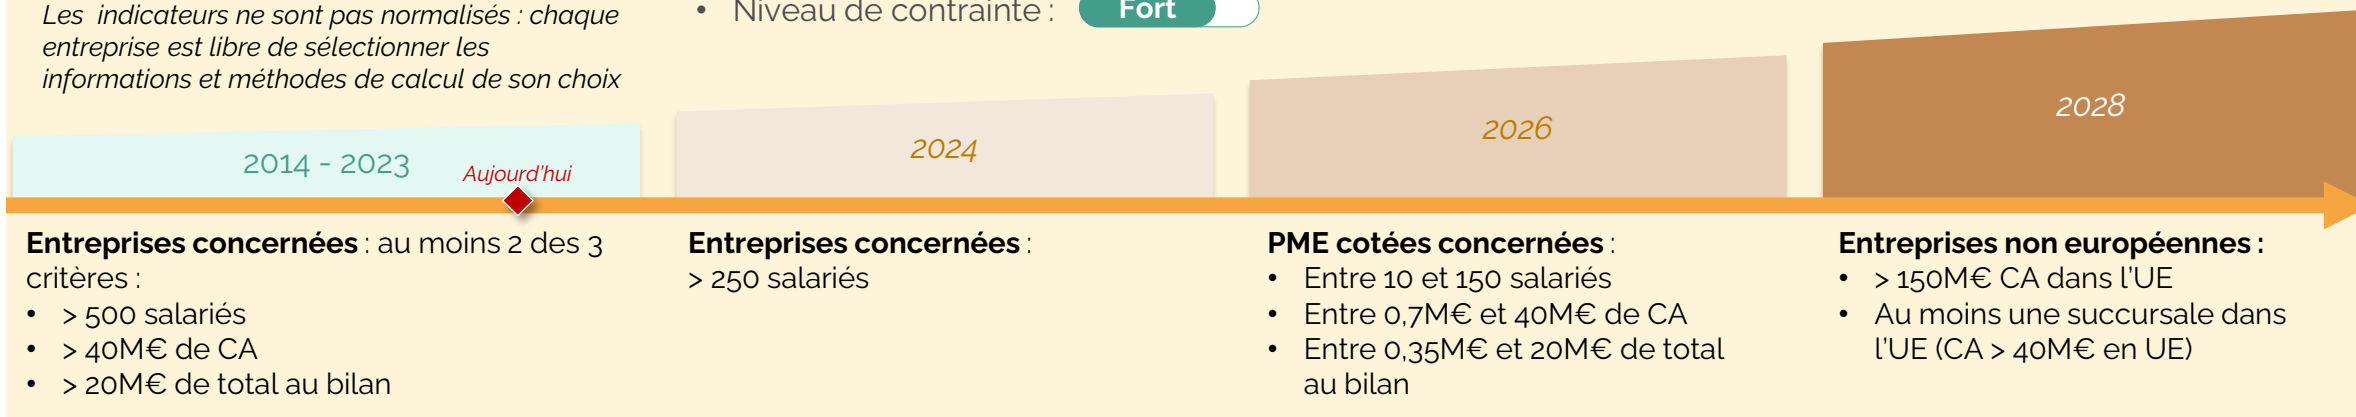 Les indicateurs ne sont pas normalisés : chaque
entreprise est libre de sélectionner les
informations et méthodes de calcul de son choix
• Niveau de contrainte :
Fort
2014 - 2023
Aujourd'hui
2024
2026
2028
Entreprises concernées : au moins 2 des 3
critères :
• > 500 salariés
• > 40M€ de CA
• > 20M€ de total au bilan
Entreprises concernées :
> 250 salariés
PME cotées concernées :
• Entre 10 et 150 salariés
• Entre 0,7M€ et 40M€ de CA
• Entre 0,35M€ et 20M€ de total
au bilan
Entreprises non européennes :
• > 150M€ CA dans l'UE
• Au moins une succursale dans
l'UE (CA > 40M€ en UE)